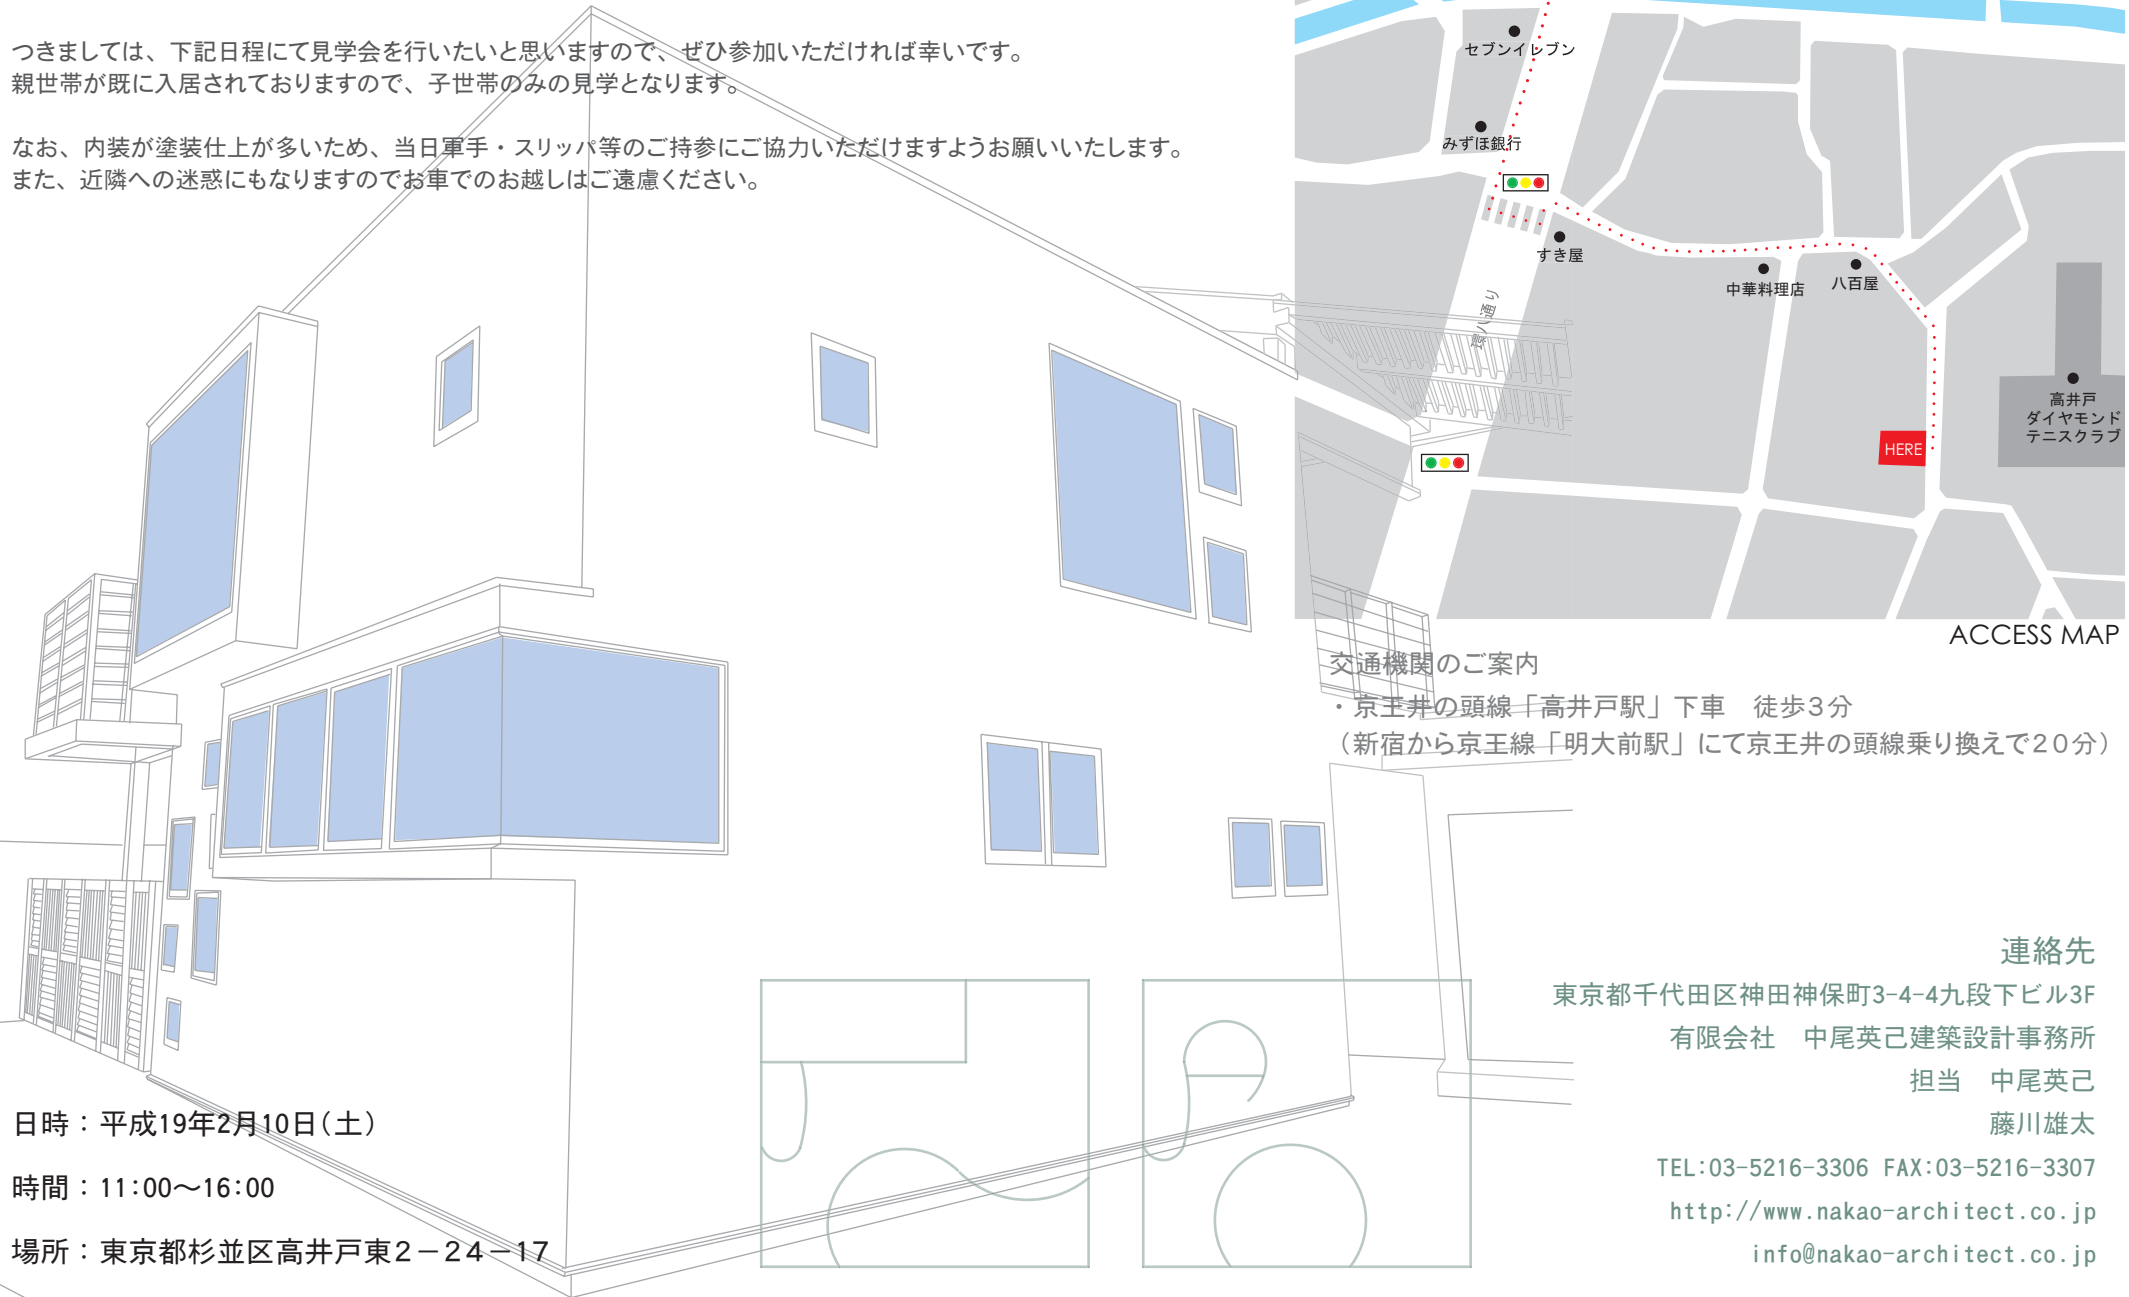 つきましては、下記日程にて見学会を行いたいと思いますので、ぜひ参加いただければ幸いです。
親世帯が既に入居されておりますので、子世帯のみの見学となります。
なお、内装が塗装仕上が多いため、当日軍手・スリッパ等のご持参にご協力いただけますようお願いいたします。
また、近隣への迷惑にもなりますのでお車でのお越しはご遠慮ください。
セブンイレブン
みずほ銀行
すき屋
中華料理店
八百屋
環八通り
高井戸
ダイヤモンド
テニスクラブ
HERE
ACCESS MAP
交通機関のご案内
・京王井の頭線「高井戸駅」下車　徒歩３分
（新宿から京王線「明大前駅」にて京王井の頭線乗り換えで２０分）
日時：平成19年2月10日(土)
時間：11:00〜16:00
場所：東京都杉並区高井戸東２－２４－１７
連絡先
東京都千代田区神田神保町3-4-4九段下ビル3F
有限会社　中尾英己建築設計事務所
担当　中尾英己
藤川雄太
TEL:03-5216-3306 FAX:03-5216-3307
http://www.nakao-architect.co.jp
info@nakao-architect.co.jp